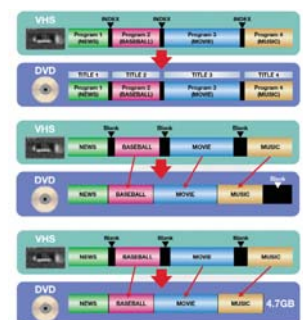 INDEX INDEX INDEX
VHS
Program 1 (NEWS) Program 2 (BASEBALL) Program 3 (MOVIE) Program 4 (MUSIC)
DVD
TITLE 1 TITLE 2 TITLE 3 TITLE 4
Program 1 (NEWS) Program 2 (BASEBALL) Program 3 (MOVIE) Program 4 (MUSIC)
VHS
Blank Blank Blank
NEWS BASEBALL MOVIE MUSIC
DVD
Blank
NEWS BASEBALL MOVIE MUSIC
VHS
Blank Blank Blank
NEWS BASEBALL MOVIE MUSIC
DVD
NEWS BASEBALL MOVIE MUSIC 4.7GB